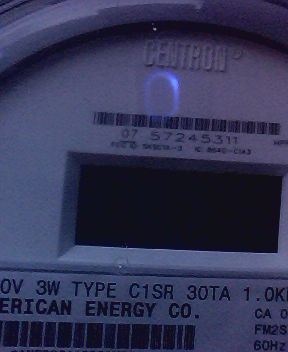 CENTRON®
07 57245311
0V 3W TYPE C1SR 30TA 1.0K
ERICAN ENERGY CO.
CA 0
FM2S
60Hz